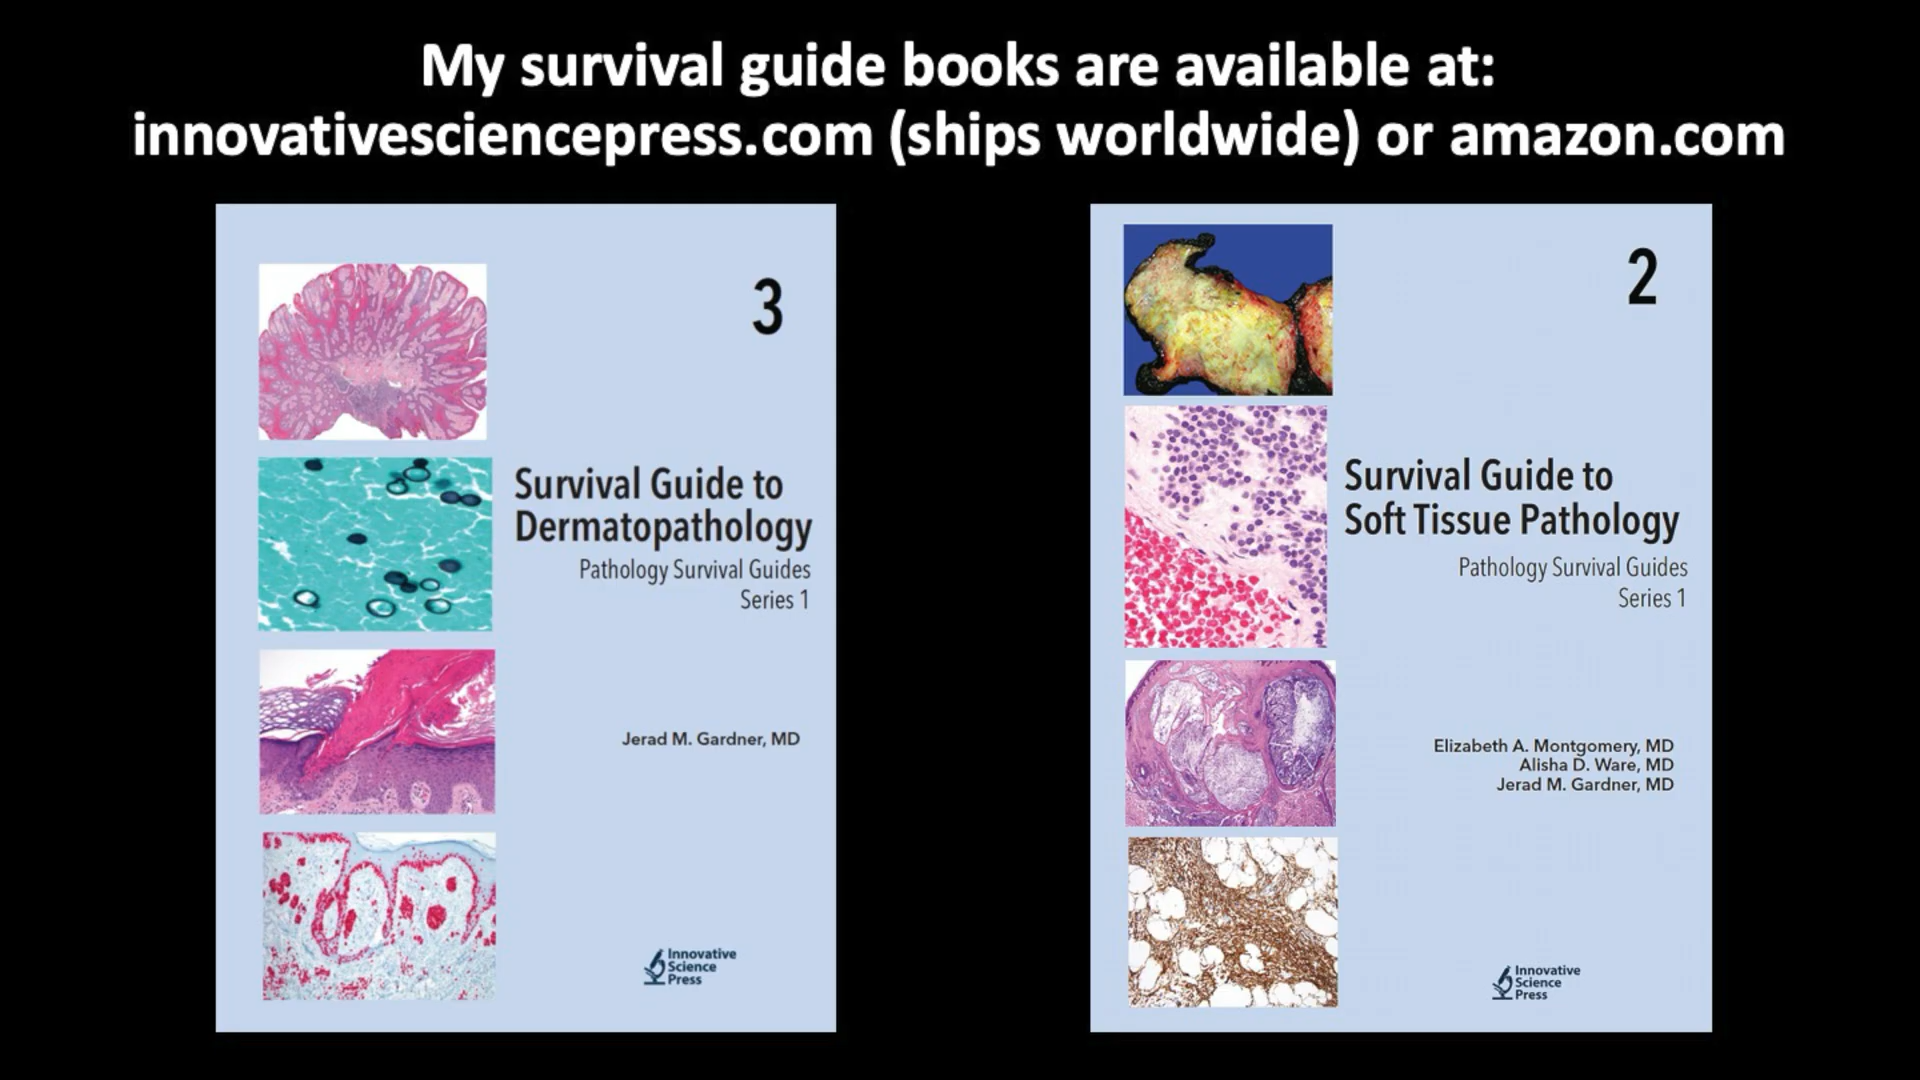 My survival guide books are available at:
innovativesciencepress.com (ships worldwide) or amazon.com
3
Survival Guide to
Dermatopathology
Pathology Survival Guides
Series 1
Jerad M. Gardner, MD
Innovative
Science
Press
2
Survival Guide to
Soft Tissue Pathology
Pathology Survival Guides
Series 1
Elizabeth A. Montgomery, MD
Alisha D. Ware, MD
Jerad M. Gardner, MD
Innovative
Science
Press